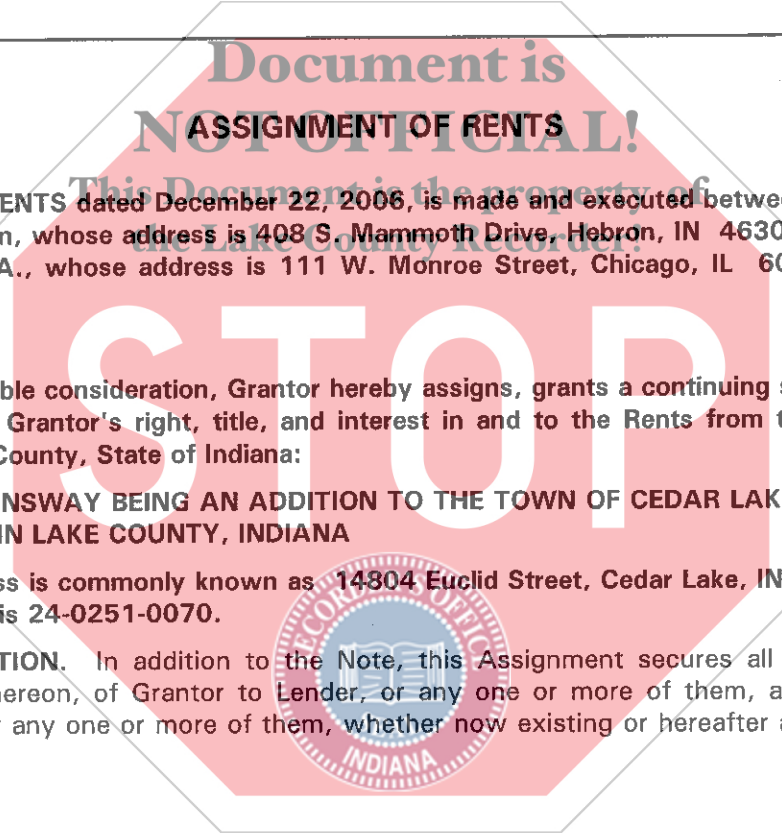 Document is
NOT OFFICIAL!
ASSIGNMENT OF RENTS
This Document is the property of
the Lake County Recorder!
ENTS dated December 22, 2006, is made and executed betwe
n, whose address is 408 S. Mammoth Drive, Hebron, IN 4630
A., whose address is 111 W. Monroe Street, Chicago, IL 60
STOP
ble consideration, Grantor hereby assigns, grants a continuing s
Grantor's right, title, and interest in and to the Rents from t
County, State of Indiana:
NSWAY BEING AN ADDITION TO THE TOWN OF CEDAR LAK
IN LAKE COUNTY, INDIANA
ss is commonly known as 14804 Euclid Street, Cedar Lake, IN
is 24-0251-0070.
TION. In addition to the Note, this Assignment secures all
hereon, of Grantor to Lender, or any one or more of them, a
any one or more of them, whether now existing or hereafter a
RECORDER'S OFFICE
INDIANA